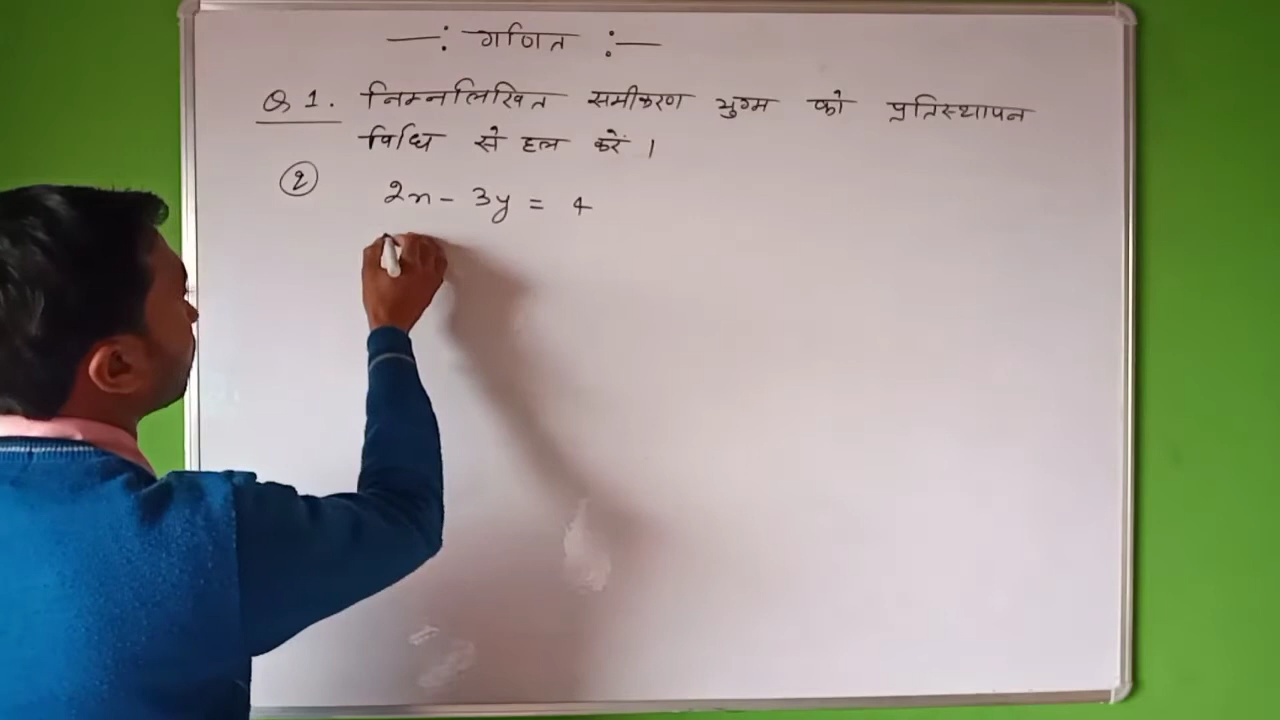 —: गणित :—
Q 1. निम्नलिखित समीकरण युग्म को प्रतिस्थापन
विधि से हल करें ।
② 2x - 3y = 4